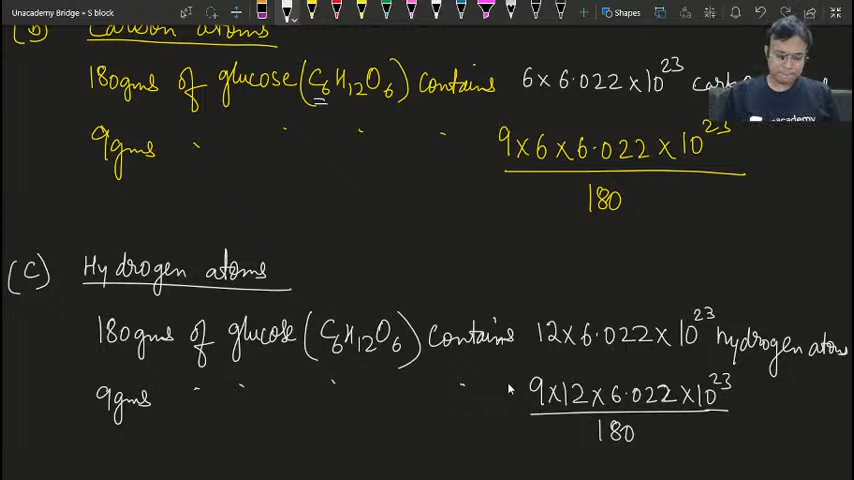 Unacademy Bridge + S block
Shapes
(b) Carbon atoms
180gms of glucose (C6H12O6) contains 6 x 6.022 x 10^23
9gms " " " " 9 x 6 x 6.022 x 10^23
180
(C) Hydrogen atoms
180gms of glucose (C6H12O6) contains 12 x 6.022 x 10^23 hydrogen atoms
9gms " " " " 9 x 12 x 6.022 x 10^23
180